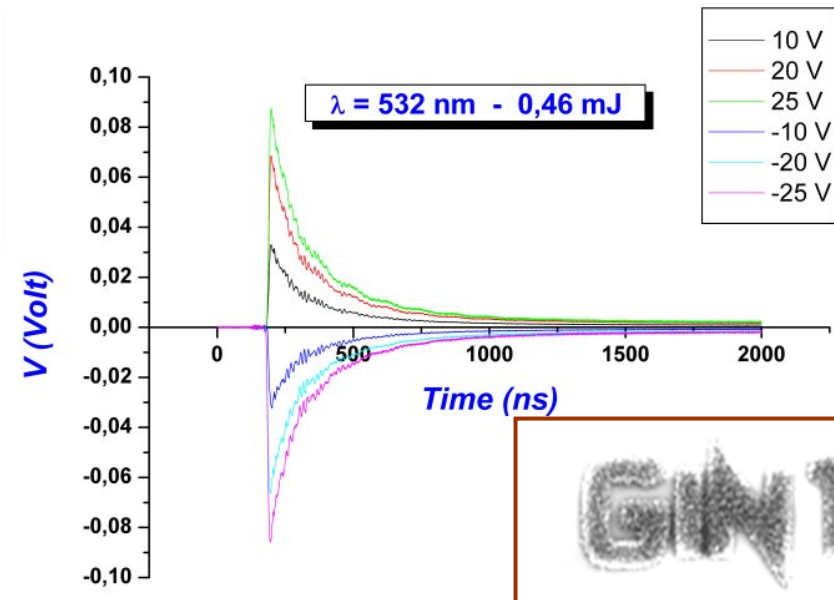 10 V
20 V
25 V
-10 V
-20 V
-25 V
λ = 532 nm - 0,46 mJ
0,10
0,08
0,06
0,04
0,02
0,00
-0,02
-0,04
-0,06
-0,08
-0,10
V (Volt)
0 500 1000 1500 2000
Time (ns)